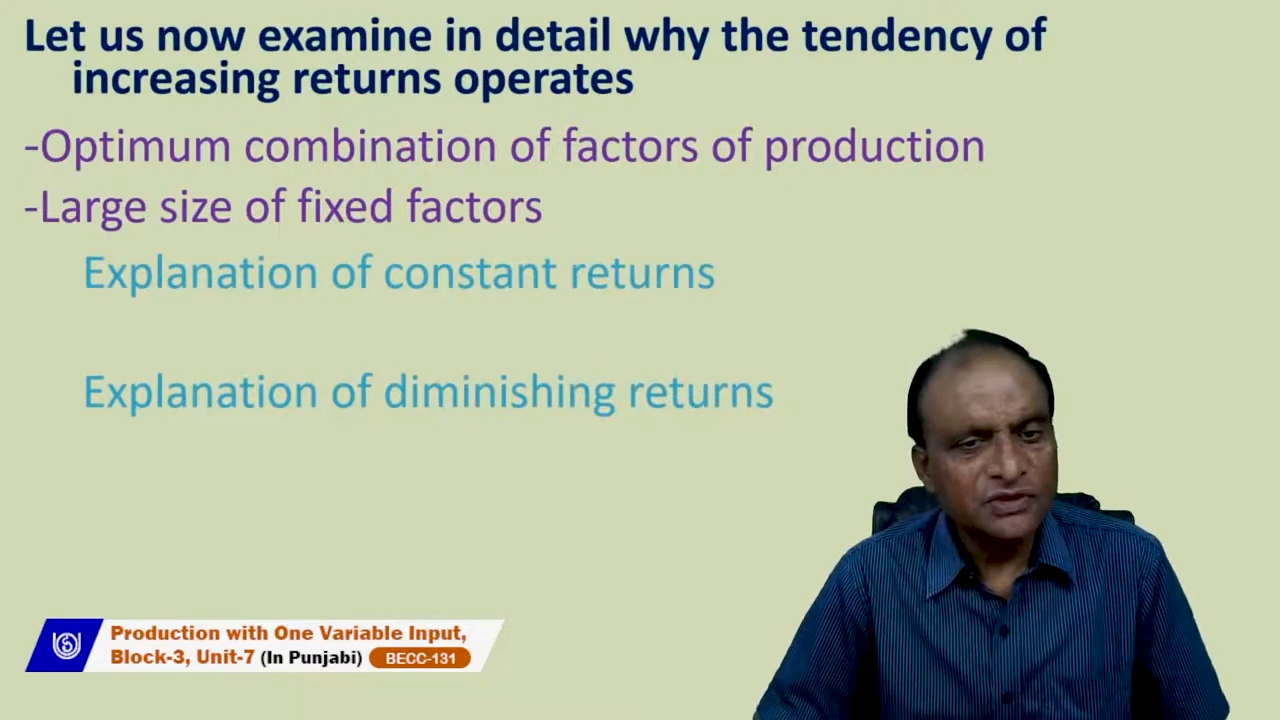 Let us now examine in detail why the tendency of
increasing returns operates
-Optimum combination of factors of production
-Large size of fixed factors
Explanation of constant returns
Explanation of diminishing returns
Production with One Variable Input,
Block-3, Unit-7 (In Punjabi) BECC-131